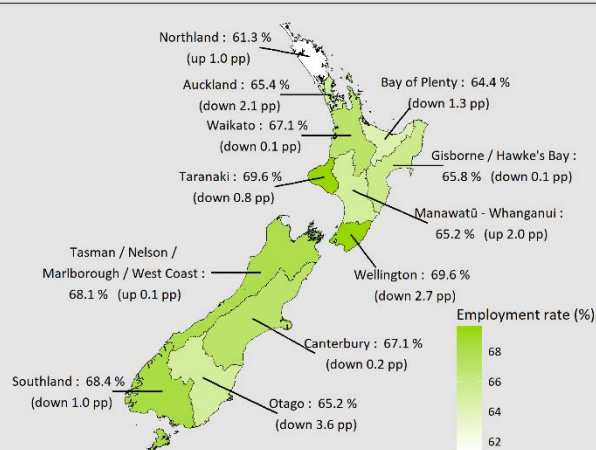 Northland : 61.3 %
(up 1.0 pp)
Auckland : 65.4 %
(down 2.1 pp)
Bay of Plenty : 64.4 %
(down 1.3 pp)
Waikato : 67.1 %
(down 0.1 pp)
Gisborne / Hawke's Bay :
65.8 % (down 0.1 pp)
Taranaki : 69.6 %
(down 0.8 pp)
Manawatū - Whanganui :
65.2 % (up 2.0 pp)
Tasman / Nelson /
Marlborough / West Coast :
68.1 % (up 0.1 pp)
Wellington : 69.6 %
(down 2.7 pp)
Canterbury : 67.1 %
(down 0.2 pp)
Southland : 68.4 %
(down 1.0 pp)
Otago : 65.2 %
(down 3.6 pp)
Employment rate (%)
68
66
64
62